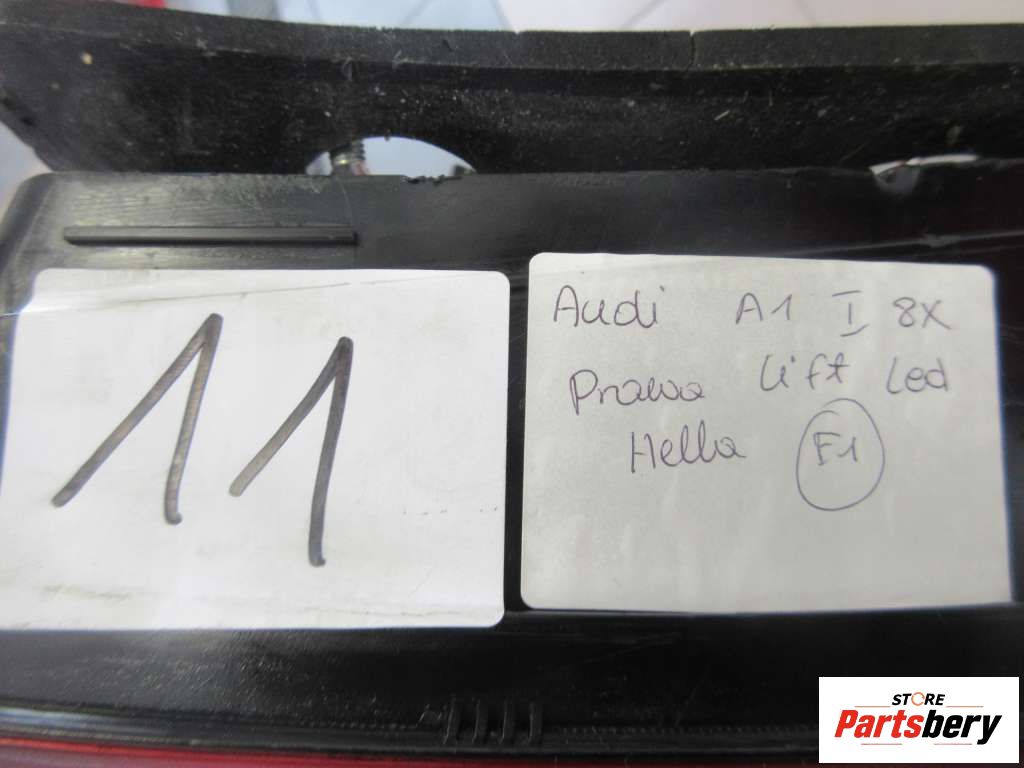 11
Audi A1 I 8X
Prawa Lift Led
Hella F1
STORE
Partsbery